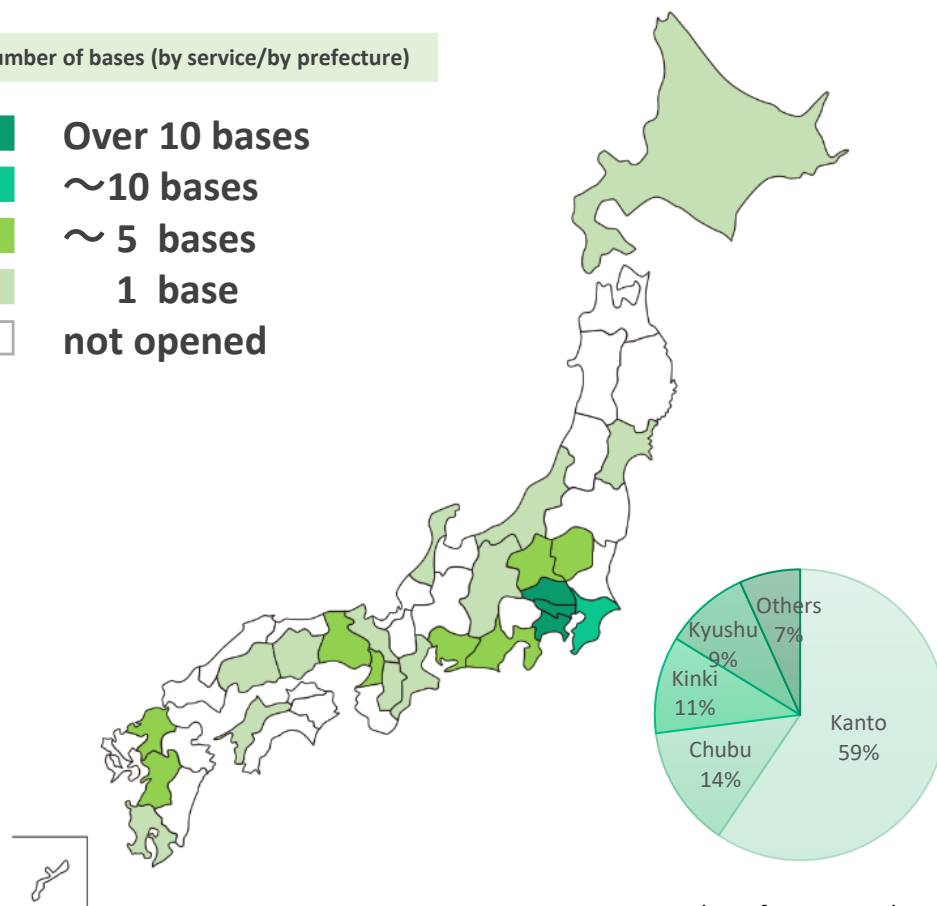 umber of bases (by service/by prefecture)
Over 10 bases
～10 bases
～ 5 bases
1 base
not opened
Others
7%
Kyushu
9%
Kinki
11%
Chubu
14%
Kanto
59%